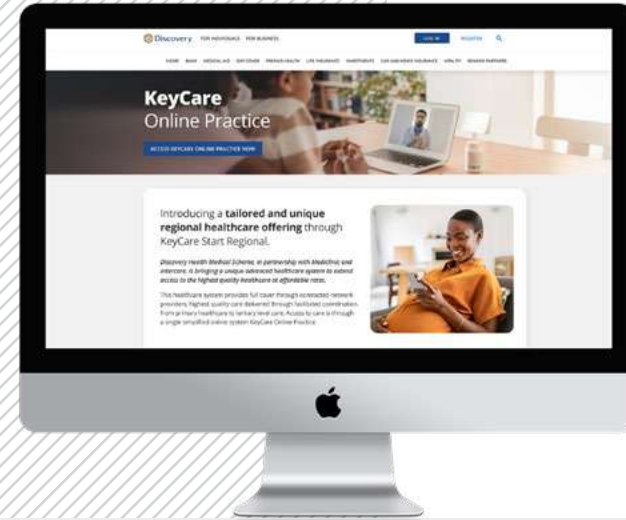 Discovery FOR INDIVIDUALS FOR BUSINESS LOG IN REGISTER
HOME BANK MEDICAL AID GAP COVER PRIMARY HEALTH LIFE INSURANCE INVESTMENTS CAR AND HOME INSURANCE VITALITY
KeyCare
Online Practice
ACCESS KEYCARE ONLINE PRACTICE NOW
Introducing a tailored and unique
regional healthcare offering through
KeyCare Start Regional.
Discovery Health Medical Scheme, in partnership with Mediclinic and
Intercare, is bringing a unique advanced healthcare system to extend
access to the highest quality healthcare at affordable rates.
This healthcare system provides full cover through contracted network
providers, highest quality care delivered through facilitated coordination
from primary healthcare to tertiary level care. Access to care is through
a single simplified online system KeyCare Online Practice.